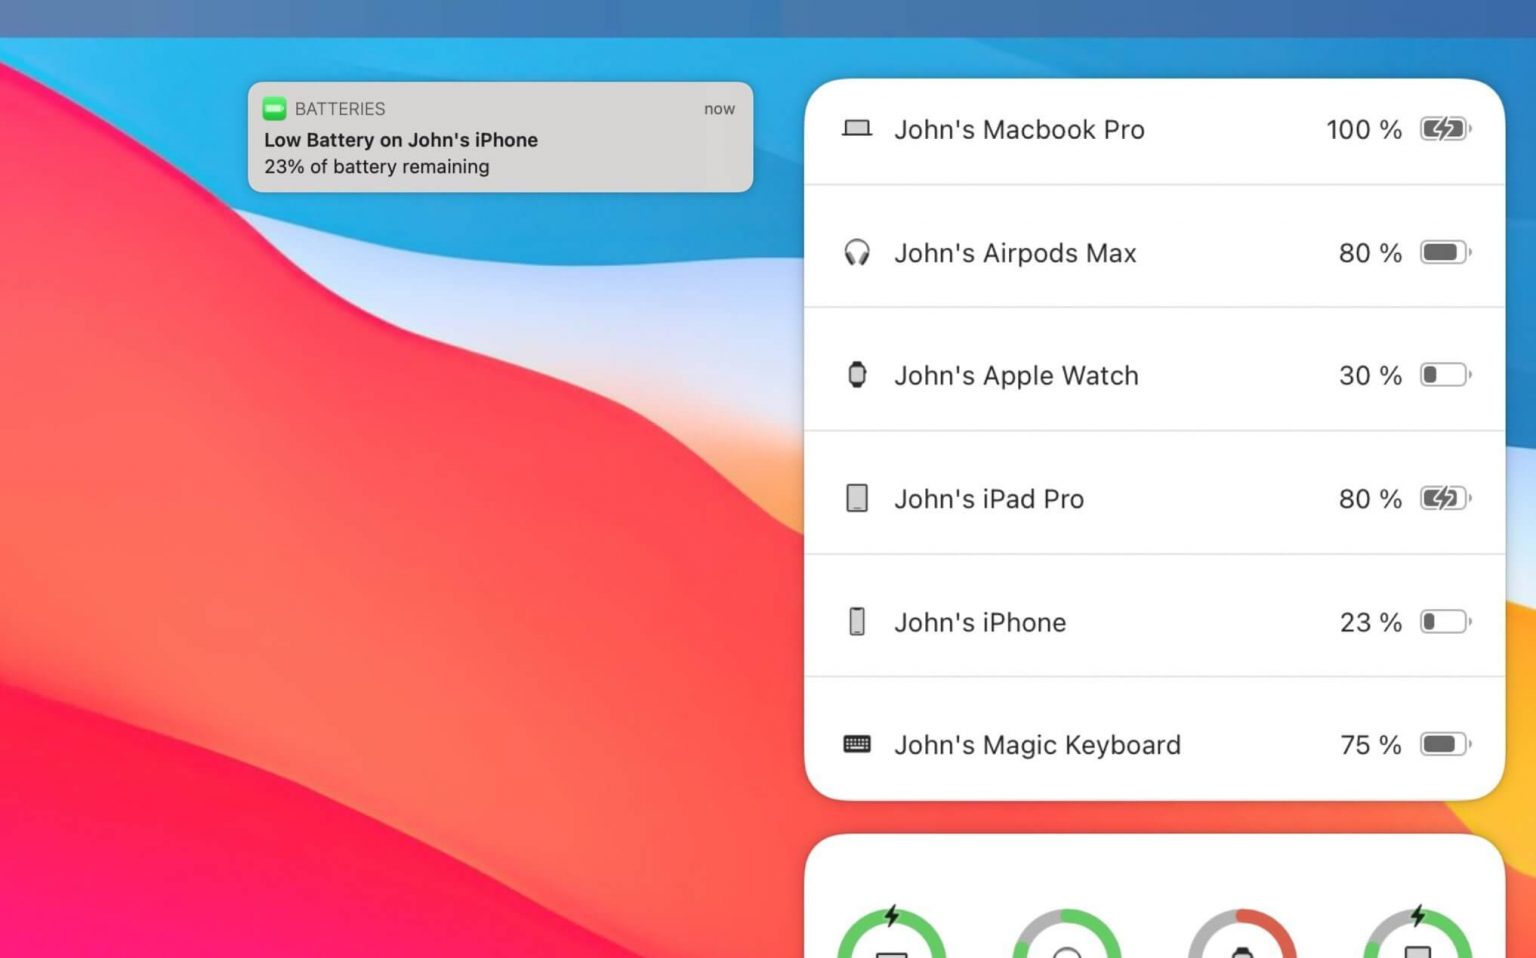 BATTERIES now
Low Battery on John's iPhone
23% of battery remaining
John's Macbook Pro 100 %
John's Airpods Max 80 %
John's Apple Watch 30 %
John's iPad Pro 80 %
John's iPhone 23 %
John's Magic Keyboard 75 %